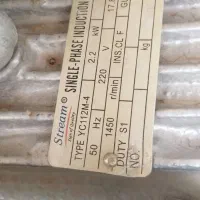 Stream®
SINGLE-PHASE INDUCTION
TYPE YC112M-4
2.2 kW 17.
50 Hz 220 V
1450 r/min INS.CL F
DUTY S1 kg
NO